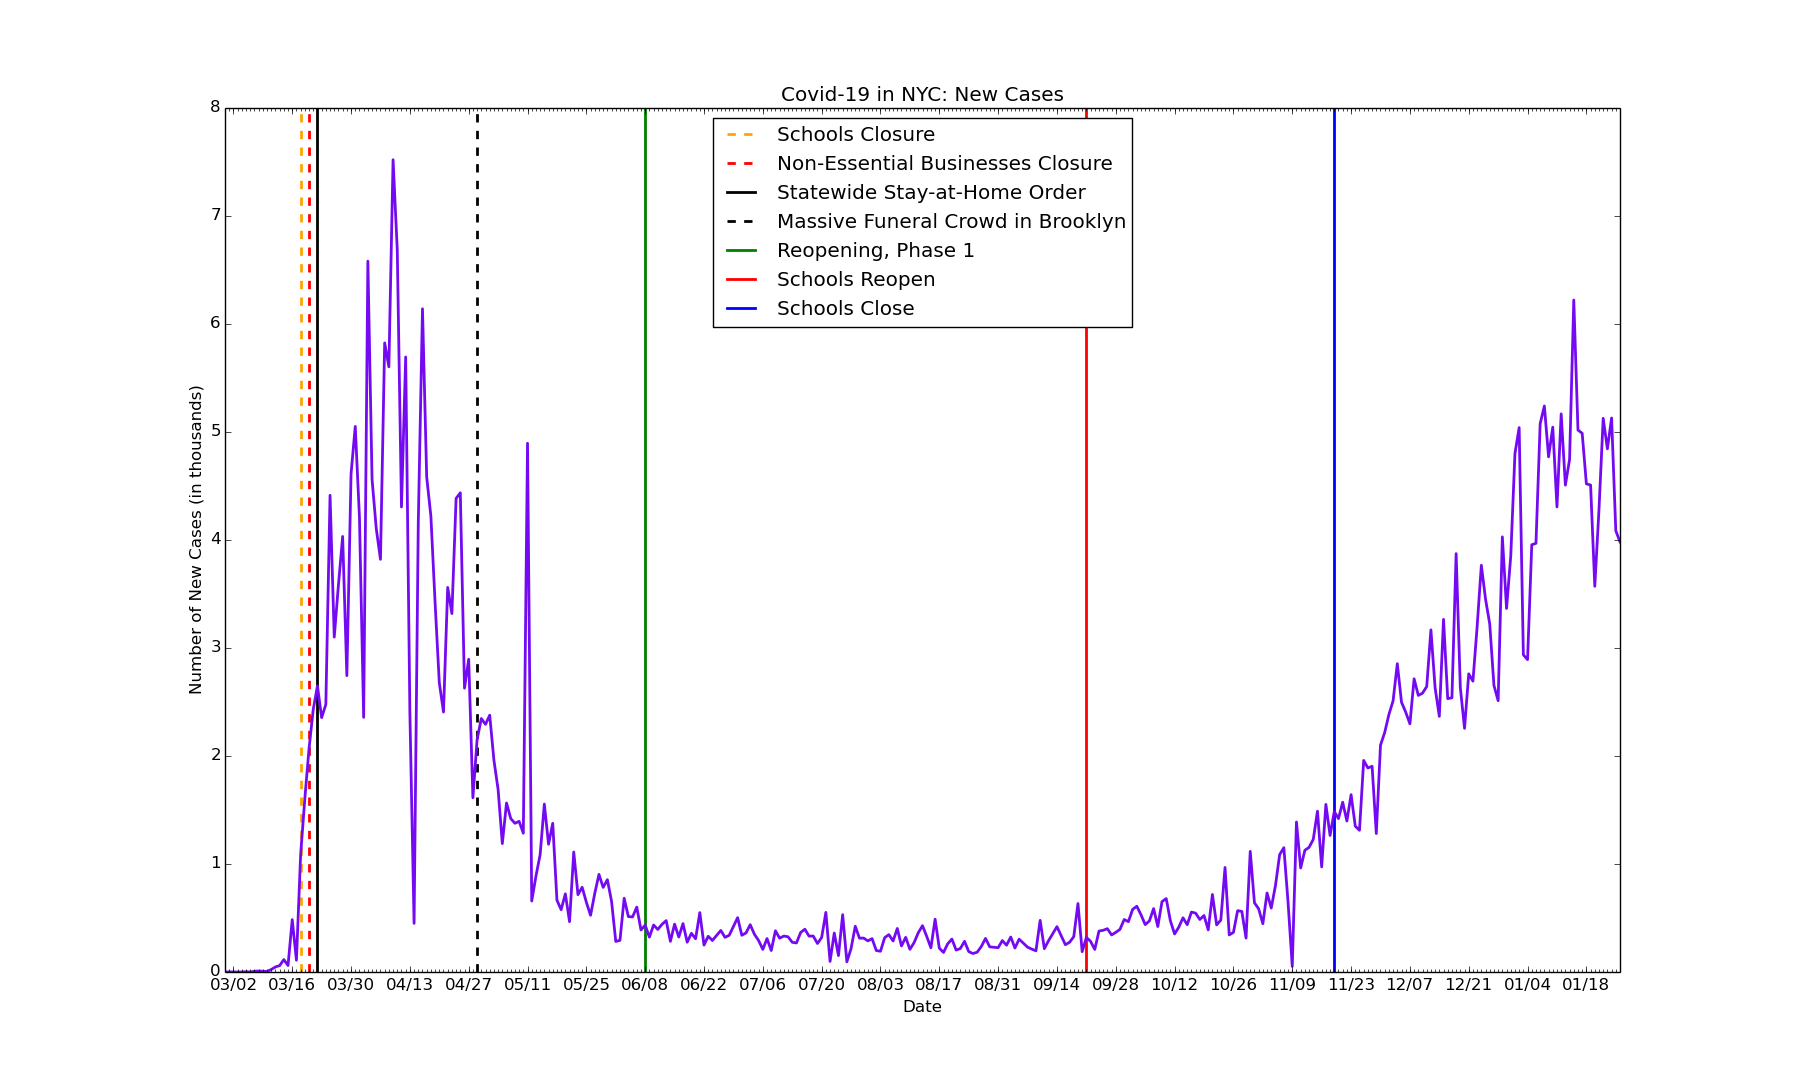 Covid-19 in NYC: New Cases
Schools Closure
Non-Essential Businesses Closure
Statewide Stay-at-Home Order
Massive Funeral Crowd in Brooklyn
Reopening, Phase 1
Schools Reopen
Schools Close
Number of New Cases (in thousands)
8
7
6
5
4
3
2
1
0
03/02 03/16 03/30 04/13 04/27 05/11 05/25 06/08 06/22 07/06 07/20 08/03 08/17 08/31 09/14 09/28 10/12 10/26 11/09 11/23 12/07 12/21 01/04 01/18
Date